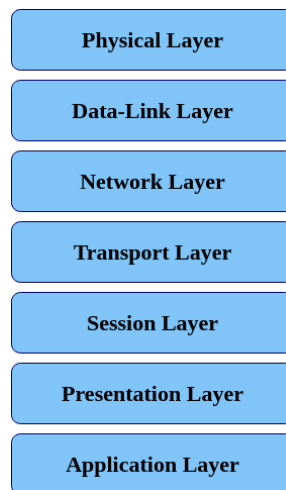 Physical Layer
Data-Link Layer
Network Layer
Transport Layer
Session Layer
Presentation Layer
Application Layer